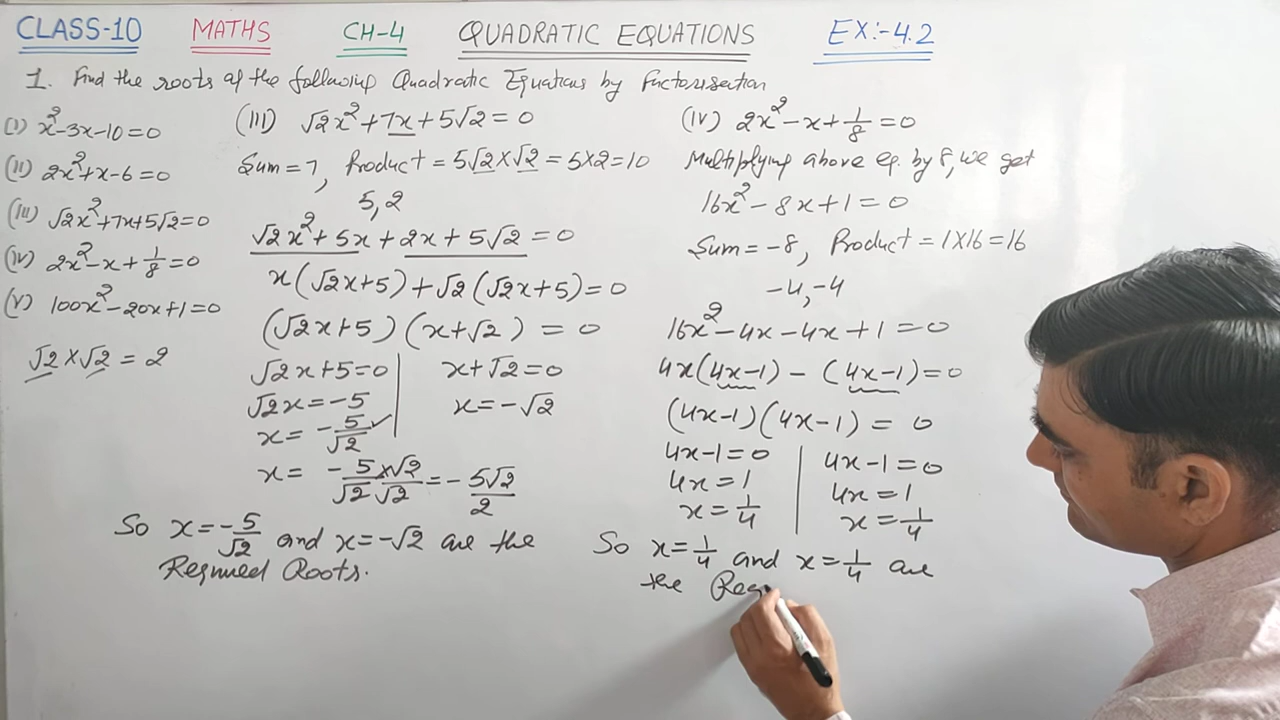 CLASS-10 MATHS CH-4 QUADRATIC EQUATIONS EX:-4.2
1. Find the roots of the following Quadratic Equations by Factorisation
(I) x²-3x-10=0
(II) 2x²+x-6=0
(III) √2x²+7x+5√2=0
(IV) 2x²-x+1/8=0
(V) 100x²-20x+1=0
√2×√2=2
(III) √2x²+7x+5√2=0
Sum=7, Product=5√2×√2=5×2=10
5,2
√2x²+5x+2x+5√2=0
x(√2x+5)+√2(√2x+5)=0
(√2x+5)(x+√2)=0
√2x+5=0 | x+√2=0
√2x=-5 | x=-√2
x=-5/√2 ✓
x= -5/√2 ×√2/√2 = -5√2/2
So x=-5/√2 and x=-√2 are the
Required Roots.
(IV) 2x²-x+1/8=0
Multiplying above eq. by 8, we get
16x²-8x+1=0
Sum=-8, Product=1×16=16
-4,-4
16x²-4x-4x+1=0
4x(4x-1)-(4x-1)=0
(4x-1)(4x-1)=0
4x-1=0 | 4x-1=0
4x=1 | 4x=1
x=1/4 | x=1/4
So x=1/4 and x=1/4 are
the Req